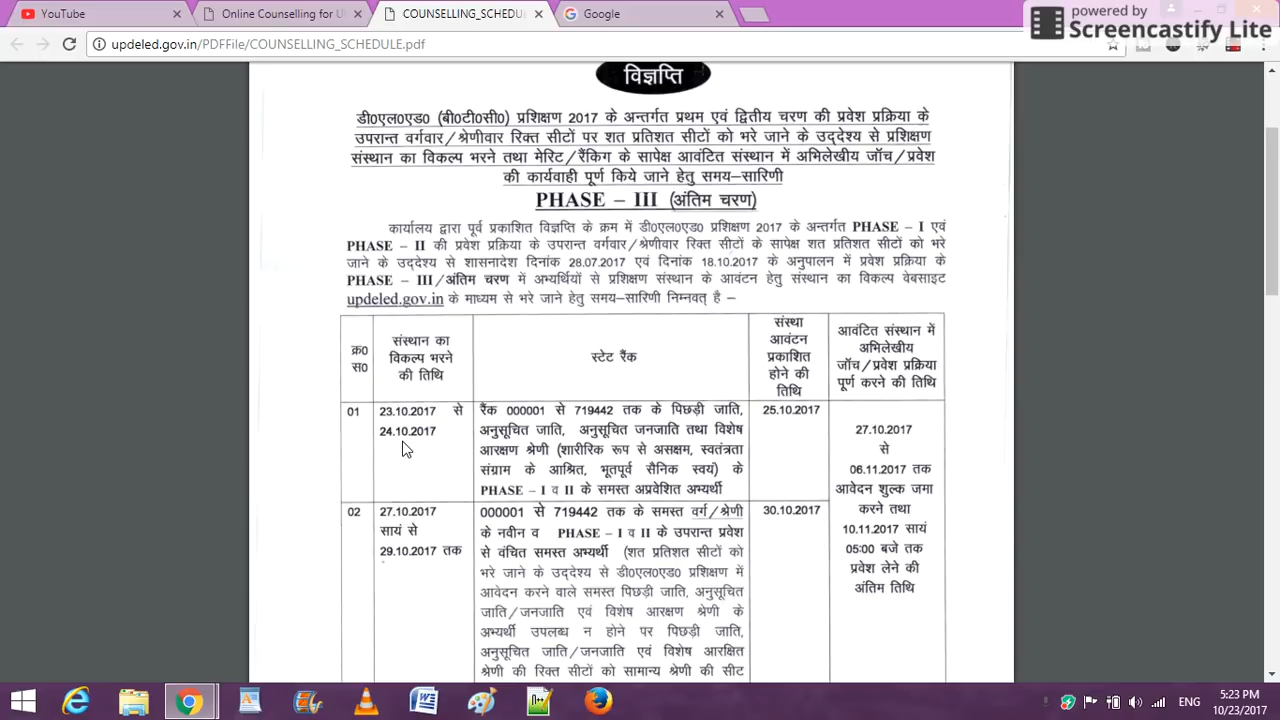 YouTube
Online Counselling for U
COUNSELLING_SCHEDUL
Google
powered by
Screencastify Lite
updeled.gov.in/PDFFile/COUNSELLING_SCHEDULE.pdf
विज्ञप्ति
डी0एल0एड0 (बी0टी0सी0) प्रशिक्षण 2017 के अन्तर्गत प्रथम एवं द्वितीय चरण की प्रवेश प्रक्रिया के
उपरान्त वर्गवार/श्रेणीवार रिक्त सीटों पर शत प्रतिशत सीटों को भरे जाने के उद्देश्य से प्रशिक्षण
संस्थान का विकल्प भरने तथा मेरिट/रैंकिग के सापेक्ष आवंटित संस्थान में अभिलेखीय जॉच/प्रवेश
की कार्यवाही पूर्ण किये जाने हेतु समय–सारिणी
PHASE – III (अंतिम चरण)
कार्यालय द्वारा पूर्व प्रकाशित विज्ञप्ति के क्रम में डी0एल0एड0 प्रशिक्षण 2017 के अन्तर्गत PHASE – I एवं
PHASE – II की प्रवेश प्रक्रिया के उपरान्त वर्गवार/श्रेणीवार रिक्त सीटों के सापेक्ष शत प्रतिशत सीटों को भरे
जाने के उद्देश्य से शासनादेश दिनांक 28.07.2017 एवं दिनांक 18.10.2017 के अनुपालन में प्रवेश प्रक्रिया के
PHASE – III/अंतिम चरण में अभ्यर्थियों से प्रशिक्षण संस्थान के आवंटन हेतु संस्थान का विकल्प वेबसाइट
updeled.gov.in के माध्यम से भरे जाने हेतु समय–सारिणी निम्नवत् है –
क्र0
स0
संस्थान का
विकल्प भरने
की तिथि
स्टेट रैंक
संस्था
आवंटन
प्रकाशित
होने की
तिथि
आवंटित संस्थान में
अभिलेखीय
जॉच/प्रवेश प्रक्रिया
पूर्ण करने की तिथि
01
23.10.2017 से
24.10.2017
रैंक 000001 से 719442 तक के पिछड़ी जाति,
अनुसूचित जाति, अनुसूचित जनजाति तथा विशेष
आरक्षण श्रेणी (शारीरिक रूप से असक्षम, स्वतंत्रता
संग्राम के आश्रित, भूतपूर्व सैनिक स्वयं) के
PHASE – I व II के समस्त अप्रवेशित अभ्यर्थी
25.10.2017
27.10.2017
से
06.11.2017 तक
आवेदन शुल्क जमा
करने तथा
10.11.2017 सायं
05:00 बजे तक
प्रवेश लेने की
अंतिम तिथि
02
27.10.2017
सायं से
29.10.2017 तक
000001 से 719442 तक के समस्त वर्ग/श्रेणी
के नवीन व PHASE – I व II के उपरान्त प्रवेश
से वंचित समस्त अभ्यर्थी (शत प्रतिशत सीटों को
भरे जाने के उद्देश्य से डी0एल0एड0 प्रशिक्षण में
आवेदन करने वाले समस्त पिछड़ी जाति, अनुसूचित
जाति/जनजाति एवं विशेष आरक्षण श्रेणी के
अभ्यर्थी उपलब्ध न होने पर पिछड़ी जाति,
अनुसूचित जाति/जनजाति एवं विशेष आरक्षित
श्रेणी की रिक्त सीटों को सामान्य श्रेणी की सीट
30.10.2017
ENG
5:23 PM
10/23/2017